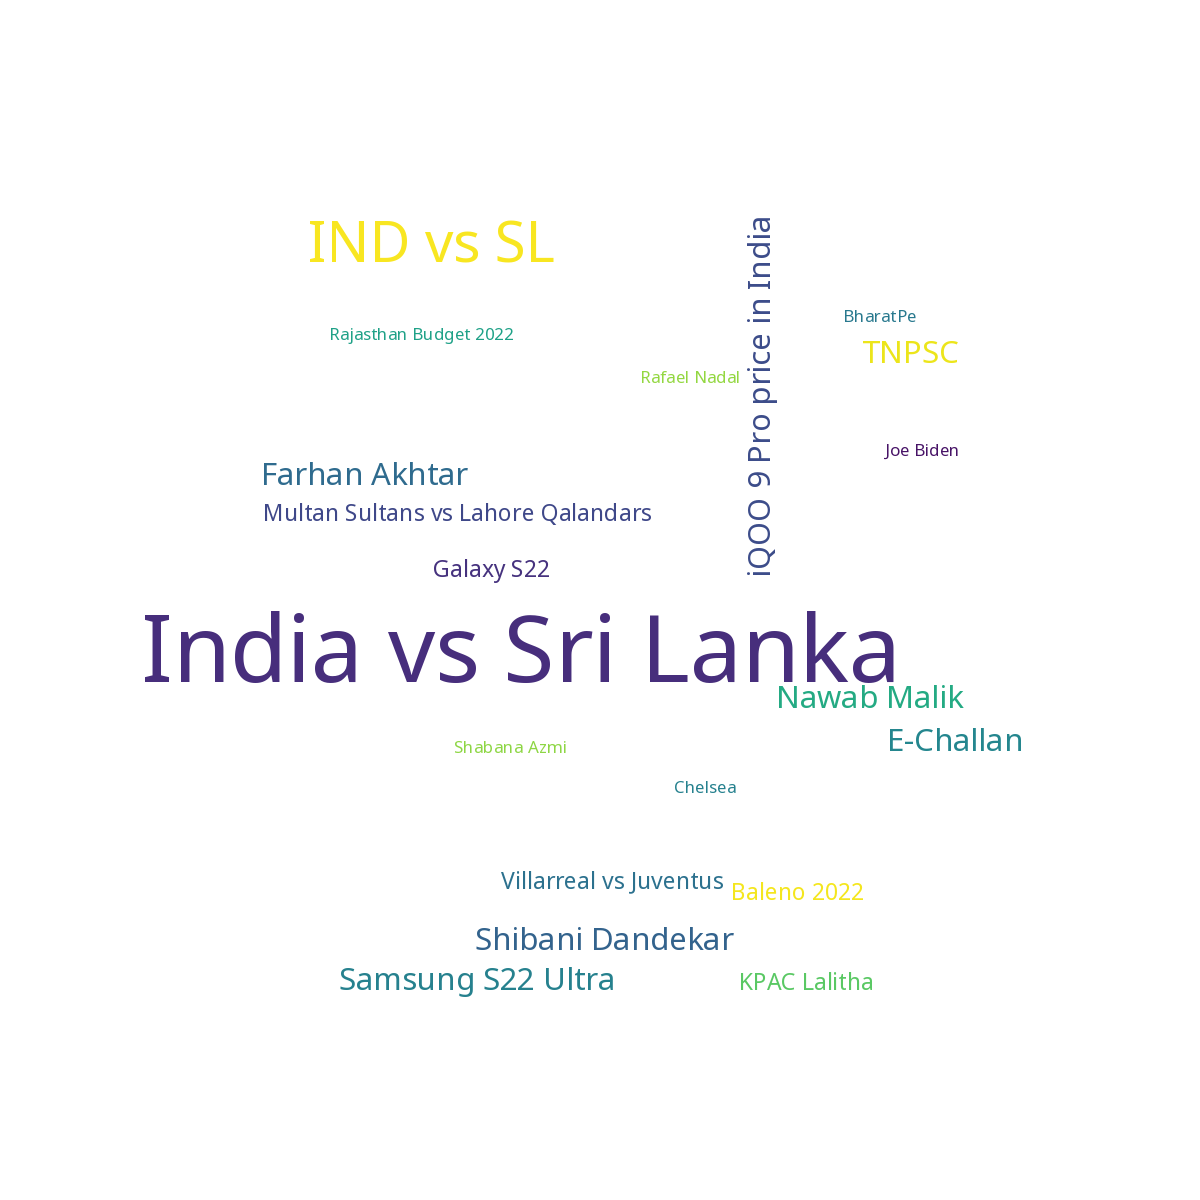 IND vs SL
iQOO 9 Pro price in India
BharatPe
Rajasthan Budget 2022
TNPSC
Rafael Nadal
Joe Biden
Farhan Akhtar
Multan Sultans vs Lahore Qalandars
Galaxy S22
India vs Sri Lanka
Nawab Malik
E-Challan
Shabana Azmi
Chelsea
Villarreal vs Juventus
Baleno 2022
Shibani Dandekar
Samsung S22 Ultra
KPAC Lalitha